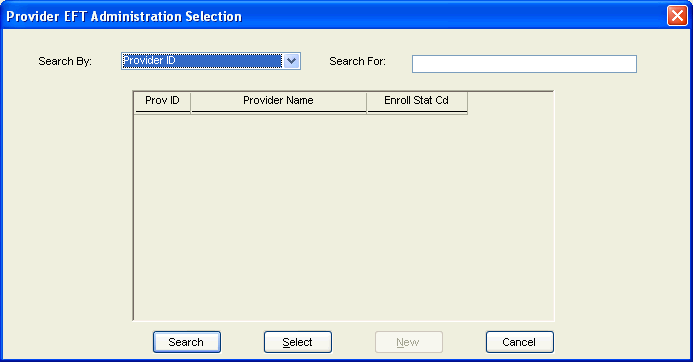 Provider EFT Administration Selection
Search By: Provider ID Search For:
Prov ID Provider Name Enroll Stat Cd
Search Select New Cancel